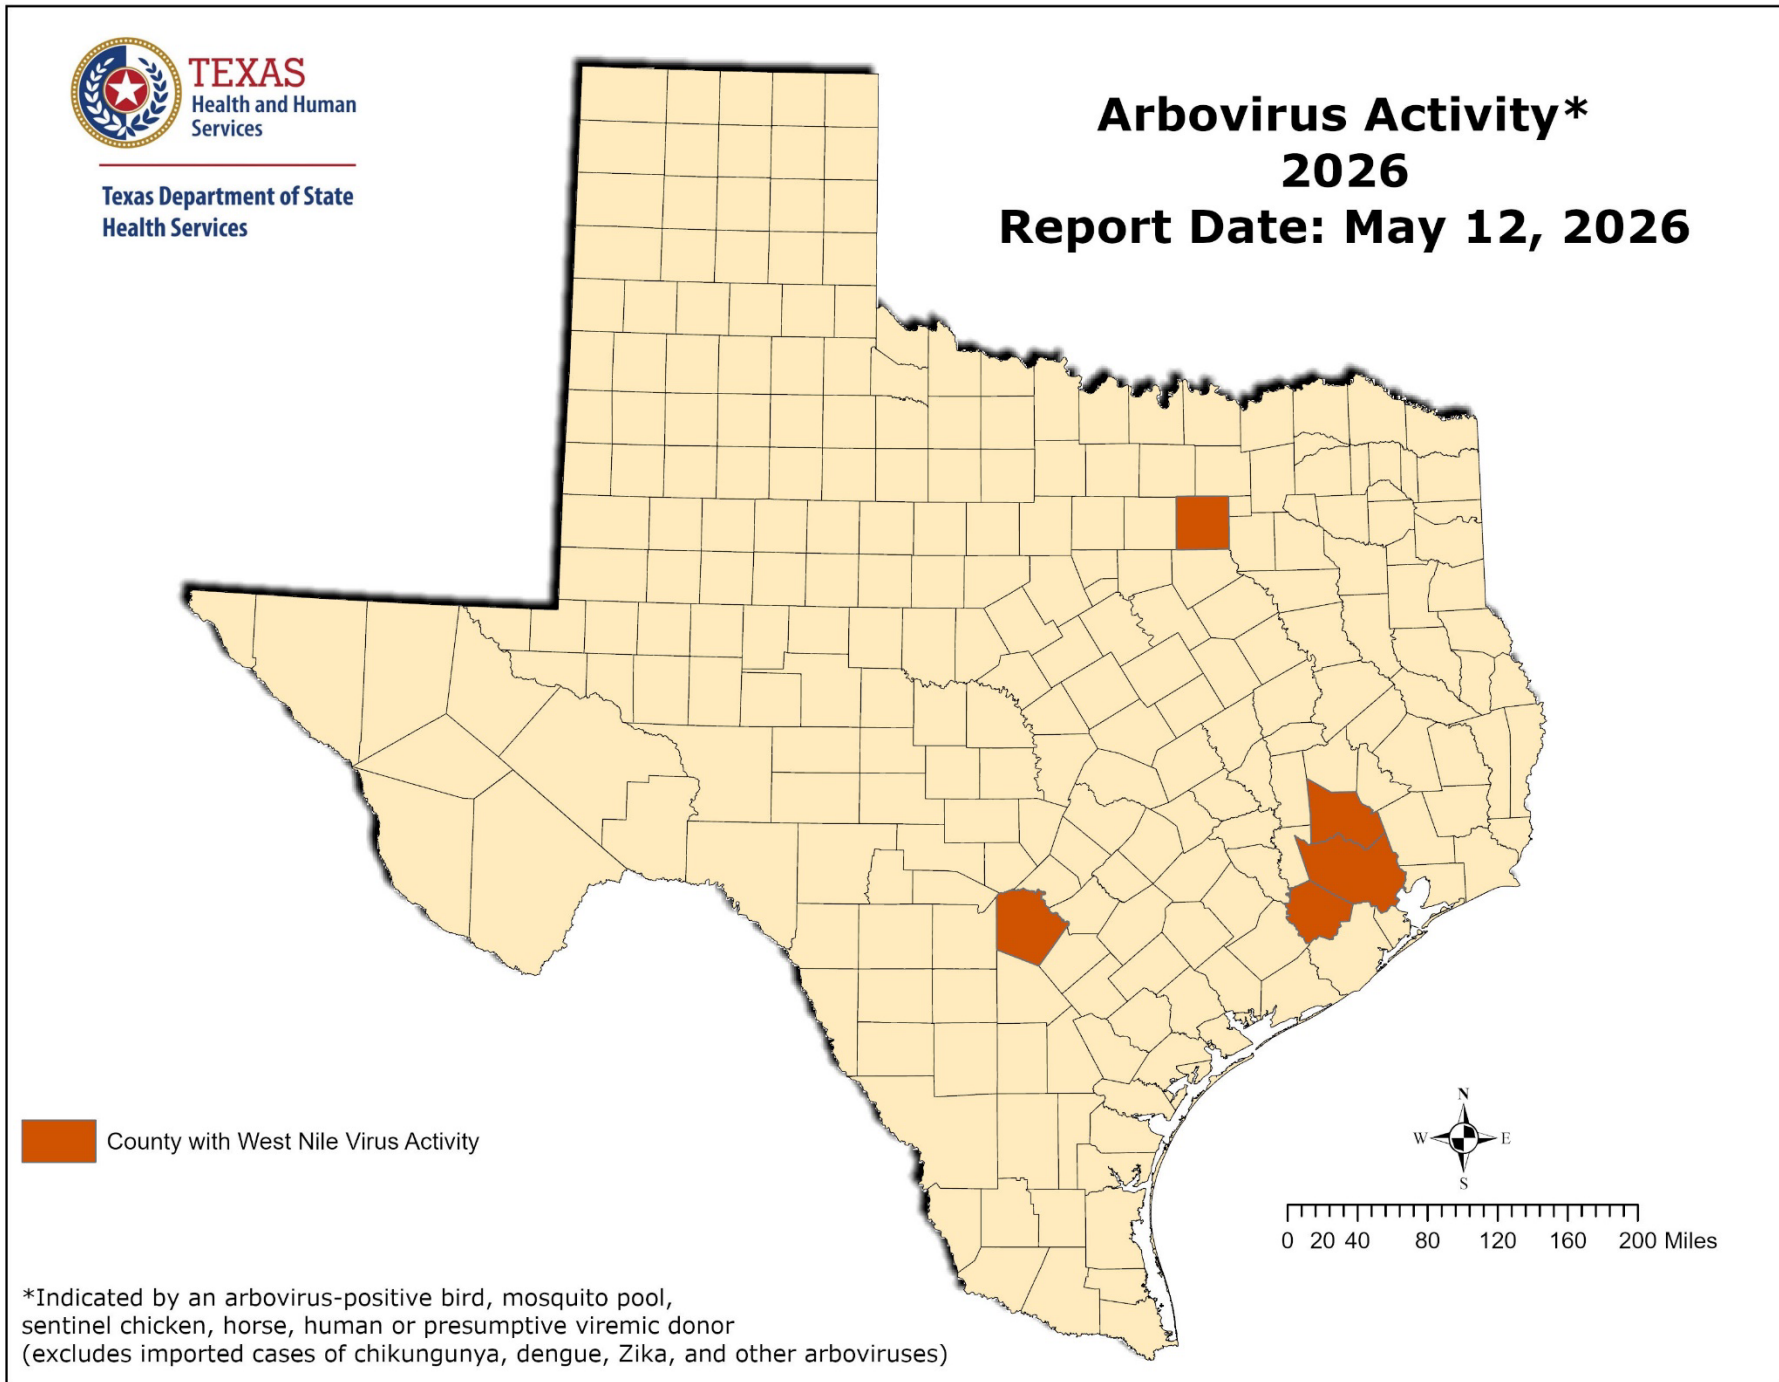 TEXAS
Health and Human
Services
Texas Department of State
Health Services
Arbovirus Activity*
2026
Report Date: May 12, 2026
County with West Nile Virus Activity
N
W E
S
0 20 40 80 120 160 200 Miles
*Indicated by an arbovirus-positive bird, mosquito pool,
sentinel chicken, horse, human or presumptive viremic donor
(excludes imported cases of chikungunya, dengue, Zika, and other arboviruses)